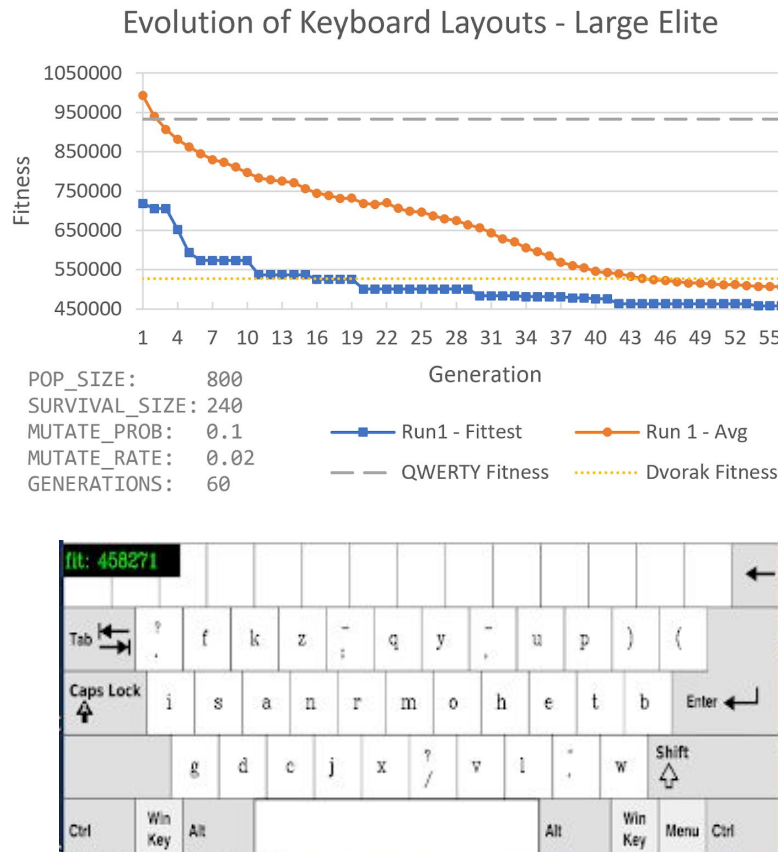 Evolution of Keyboard Layouts - Large Elite
1050000
950000
850000
750000
650000
550000
450000
Fitness
1 4 7 10 13 16 19 22 25 28 31 34 37 40 43 46 49 52 55
Generation
POP_SIZE: 800
SURVIVAL_SIZE: 240
MUTATE_PROB: 0.1
MUTATE_RATE: 0.02
GENERATIONS: 60
Run1 - Fittest
Run 1 - Avg
QWERTY Fitness
Dvorak Fitness
fit: 458271
Tab ? . f k z ; q y , u p ) (
Caps Lock i s a n r m o h e t b Enter
g d c j x ? / v l w Shift
Ctrl Win Key Alt Alt Win Key Menu Ctrl